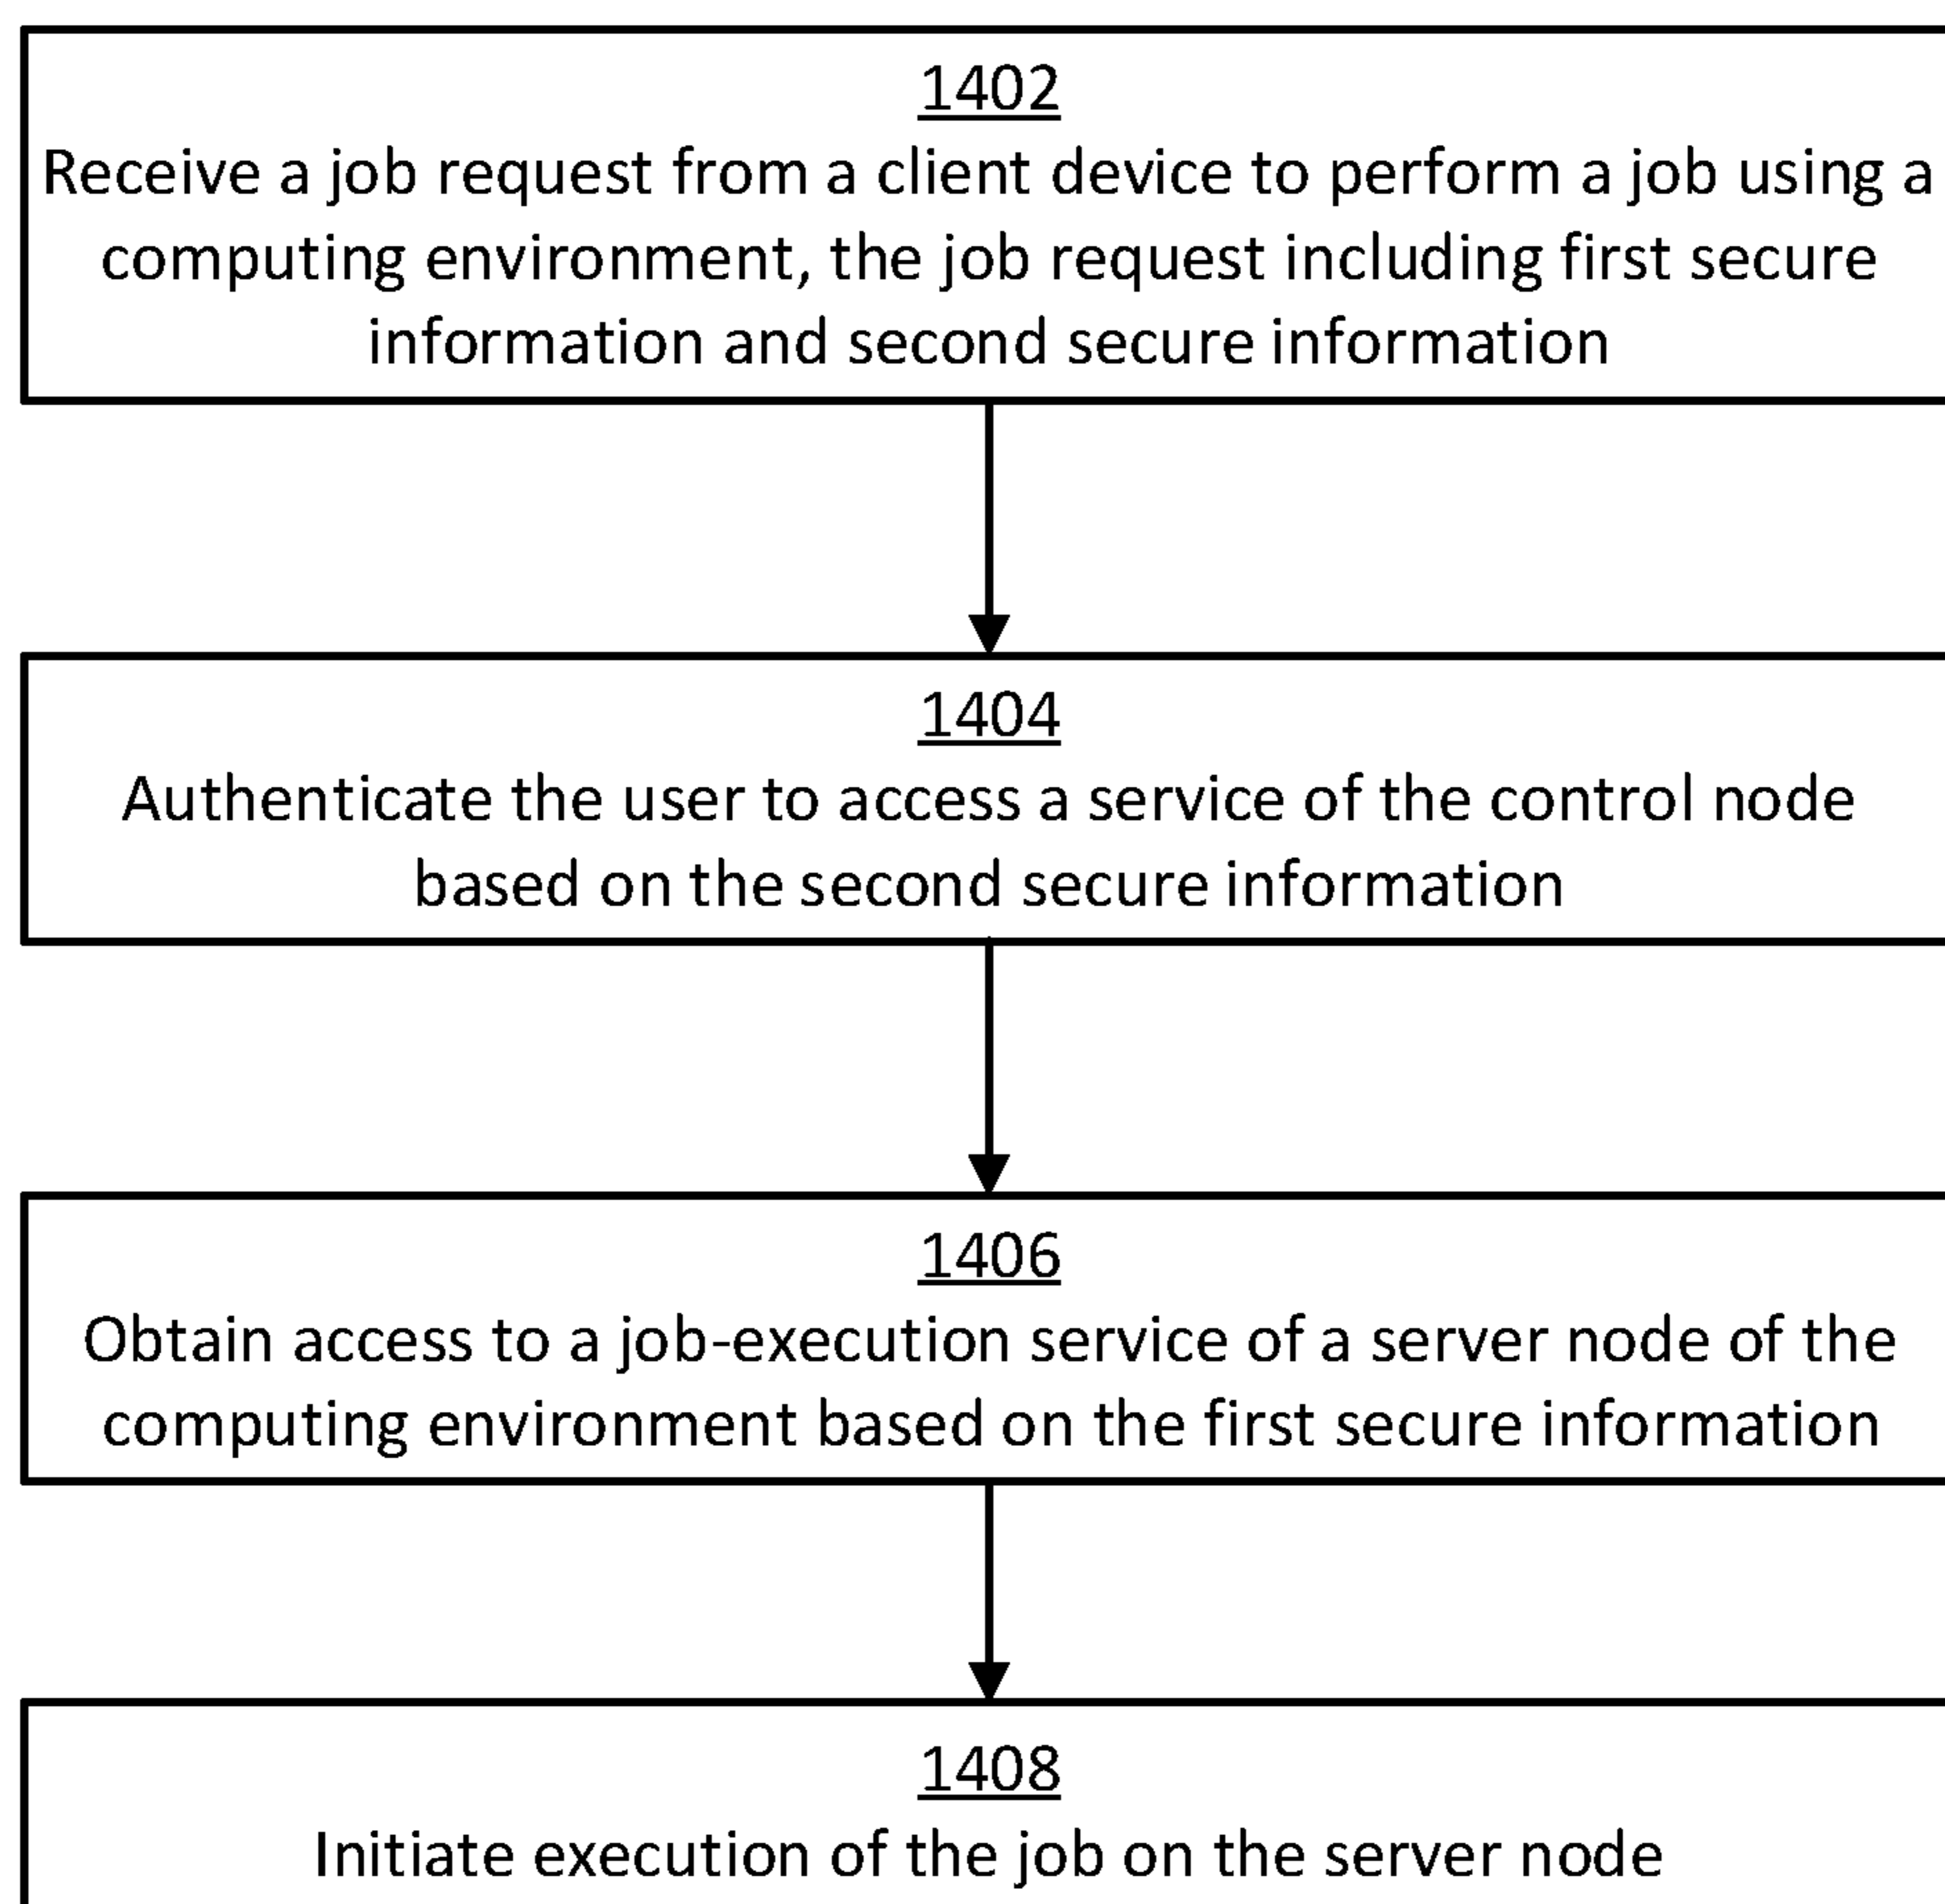 1402
Receive a job request from a client device to perform a job using a
computing environment, the job request including first secure
information and second secure information
1404
Authenticate the user to access a service of the control node
based on the second secure information
1406
Obtain access to a job-execution service of a server node of the
computing environment based on the first secure information
1408
Initiate execution of the job on the server node